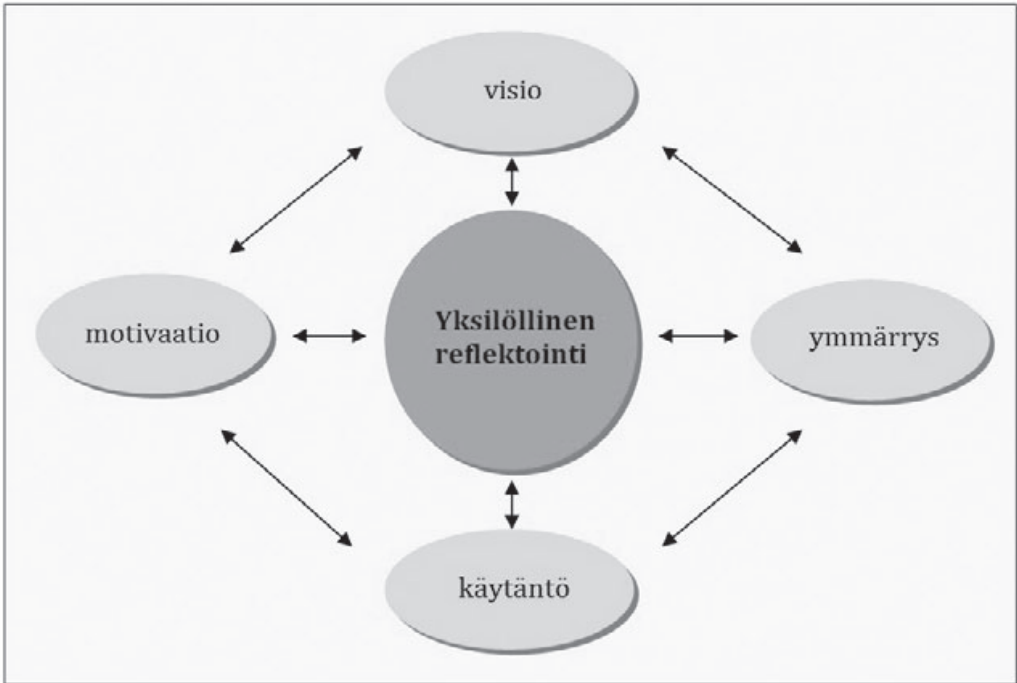 visio
motivaatio
Yksilöllinen
reflektointi
ymmärrys
käytäntö